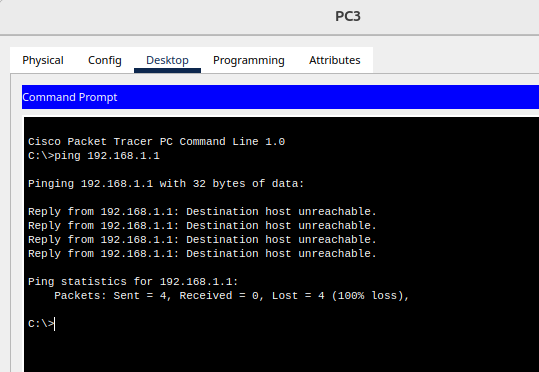 PC3
Physical Config Desktop Programming Attributes
Command Prompt
Cisco Packet Tracer PC Command Line 1.0
C:\>ping 192.168.1.1
Pinging 192.168.1.1 with 32 bytes of data:
Reply from 192.168.1.1: Destination host unreachable.
Reply from 192.168.1.1: Destination host unreachable.
Reply from 192.168.1.1: Destination host unreachable.
Reply from 192.168.1.1: Destination host unreachable.
Ping statistics for 192.168.1.1:
Packets: Sent = 4, Received = 0, Lost = 4 (100% loss),
C:\>